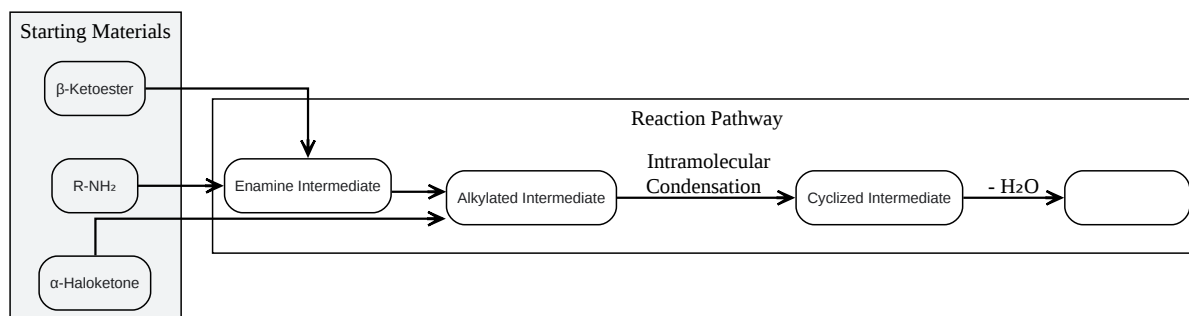 Starting Materials
β-Ketoester
Reaction Pathway
R-NH₂
Enamine Intermediate
Alkylated Intermediate
Intramolecular
Condensation
Cyclized Intermediate
- H₂O
α-Haloketone